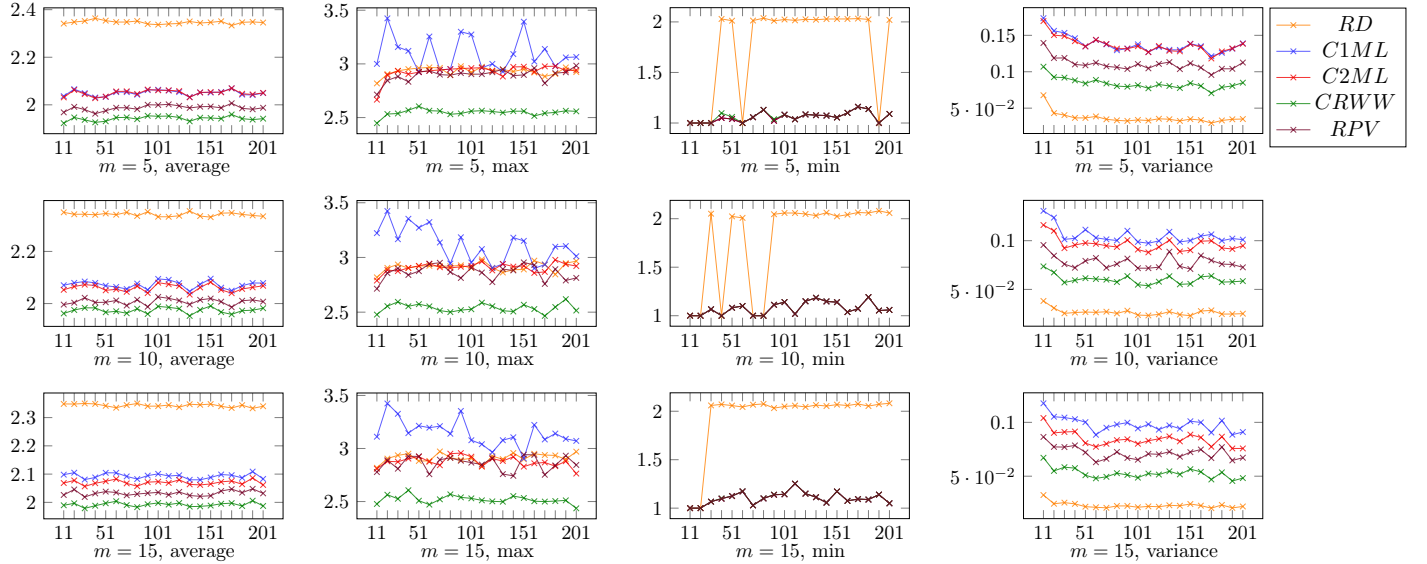 2.4
2.2
2
11 51 101 151 201
m = 5, average
3.5
3
2.5
11 51 101 151 201
m = 5, max
2
1.5
1
11 51 101 151 201
m = 5, min
0.15
0.1
5 · 10⁻²
11 51 101 151 201
m = 5, variance
RD
C1ML
C2ML
CRWW
RPV
2.2
2
11 51 101 151 201
m = 10, average
3.5
3
2.5
11 51 101 151 201
m = 10, max
2
1.5
1
11 51 101 151 201
m = 10, min
0.1
5 · 10⁻²
11 51 101 151 201
m = 10, variance
2.3
2.2
2.1
2
11 51 101 151 201
m = 15, average
3.5
3
2.5
11 51 101 151 201
m = 15, max
2
1.5
1
11 51 101 151 201
m = 15, min
0.1
5 · 10⁻²
11 51 101 151 201
m = 15, variance